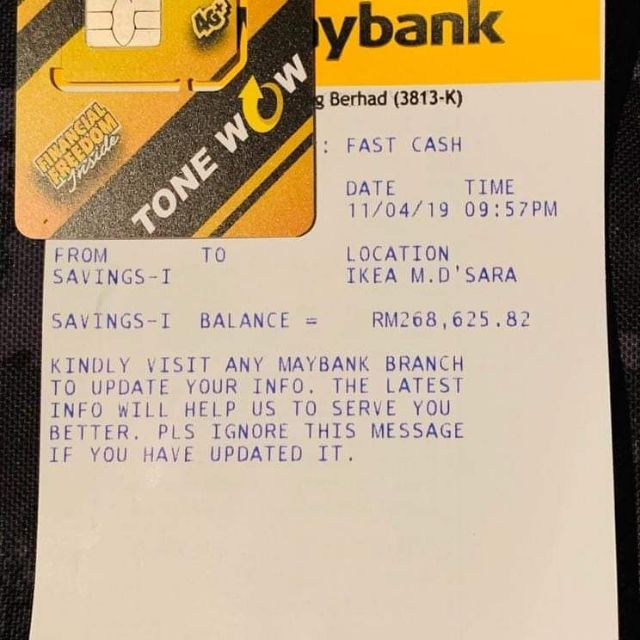 4G+
FINANCIAL
FREEDOM
Inside
TONE WOW
aybank
g Berhad (3813-K)
: FAST CASH
DATE TIME
11/04/19 09:57PM
FROM TO LOCATION
SAVINGS-I IKEA M.D'SARA
SAVINGS-I BALANCE = RM268,625.82
KINDLY VISIT ANY MAYBANK BRANCH
TO UPDATE YOUR INFO. THE LATEST
INFO WILL HELP US TO SERVE YOU
BETTER. PLS IGNORE THIS MESSAGE
IF YOU HAVE UPDATED IT.